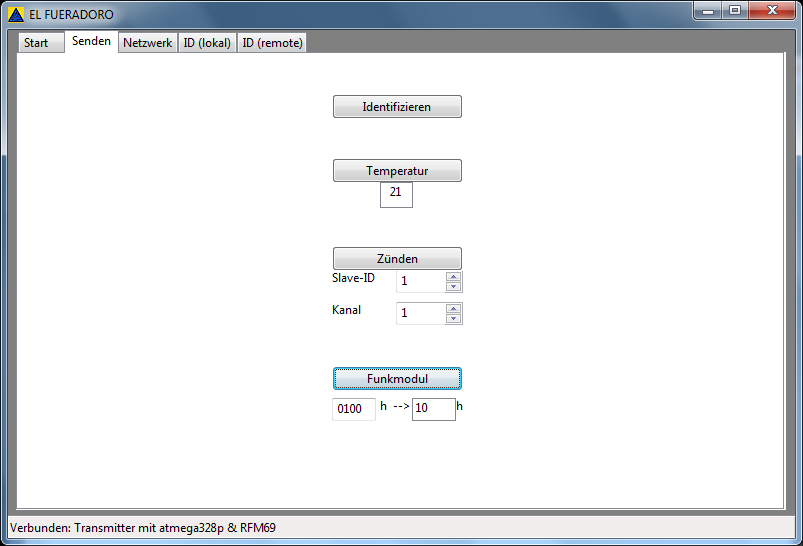 EL FUERADORO
Start Senden Netzwerk ID (lokal) ID (remote)
Identifizieren
Temperatur
21
Zünden
Slave-ID 1
Kanal 1
Funkmodul
0100 h --> 10 h
Verbunden: Transmitter mit atmega328p & RFM69